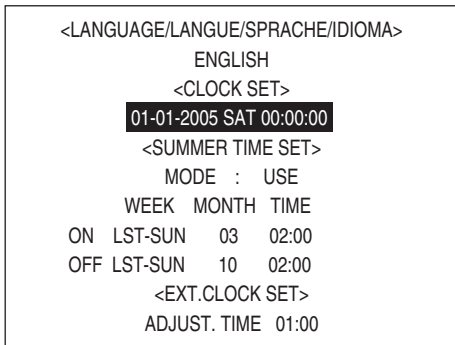 <LANGUAGE/LANGUE/SPRACHE/IDIOMA>
ENGLISH
<CLOCK SET>
01-01-2005 SAT 00:00:00
<SUMMER TIME SET>
MODE : USE
WEEK MONTH TIME
ON LST-SUN 03 02:00
OFF LST-SUN 10 02:00
<EXT.CLOCK SET>
ADJUST. TIME 01:00